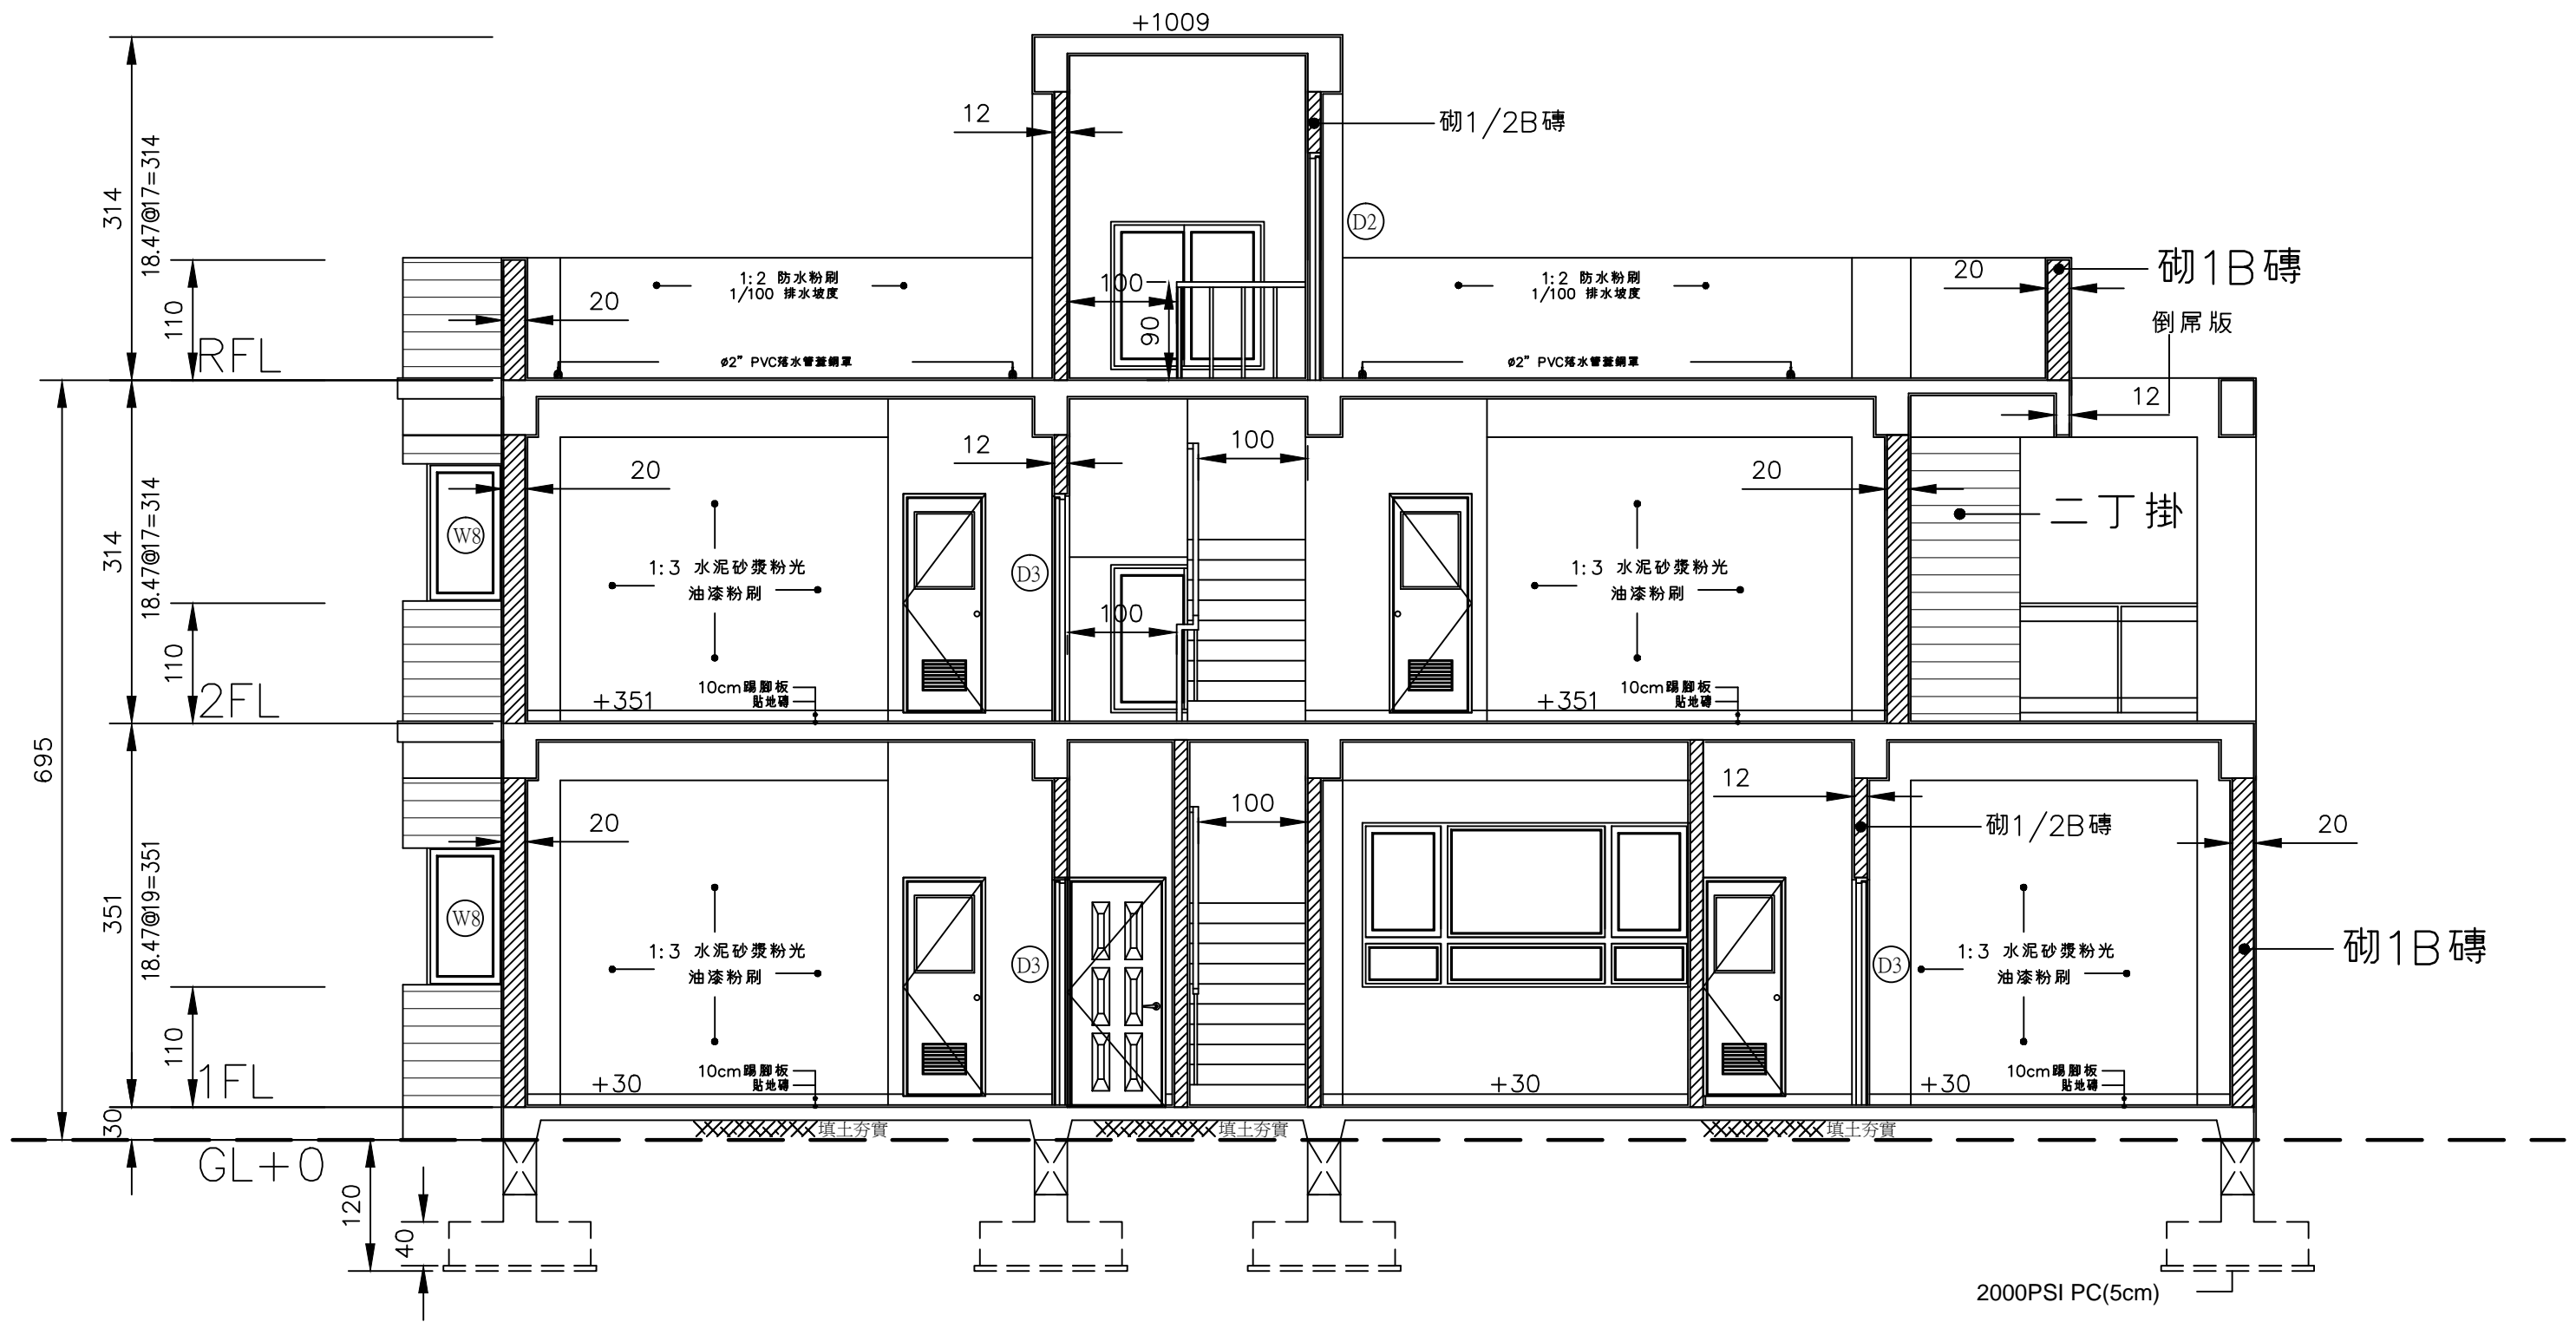 +1009
314
18.47@17=314
12
砌1/2B磚
D2
110
20
1:2 防水粉刷
1/100 排水坡度
100
90
1:2 防水粉刷
1/100 排水坡度
20
砌1B磚
倒吊版
RFL
ø2" PVC落水管蓋銅罩
ø2" PVC落水管蓋銅罩
12
314
18.47@17=314
20
12
100
20
W8
二丁掛
1:3 水泥砂漿粉光
油漆粉刷
D3
1:3 水泥砂漿粉光
油漆粉刷
100
110
2FL
+351
10cm踢腳板
貼地磚
+351
10cm踢腳板
貼地磚
695
351
18.47@19=351
20
100
12
砌1/2B磚
20
W8
1:3 水泥砂漿粉光
油漆粉刷
D3
D3
1:3 水泥砂漿粉光
油漆粉刷
砌1B磚
110
1FL
+30
10cm踢腳板
貼地磚
+30
+30
10cm踢腳板
貼地磚
30
填土夯實
填土夯實
填土夯實
GL+0
120
40
2000PSI PC(5cm)